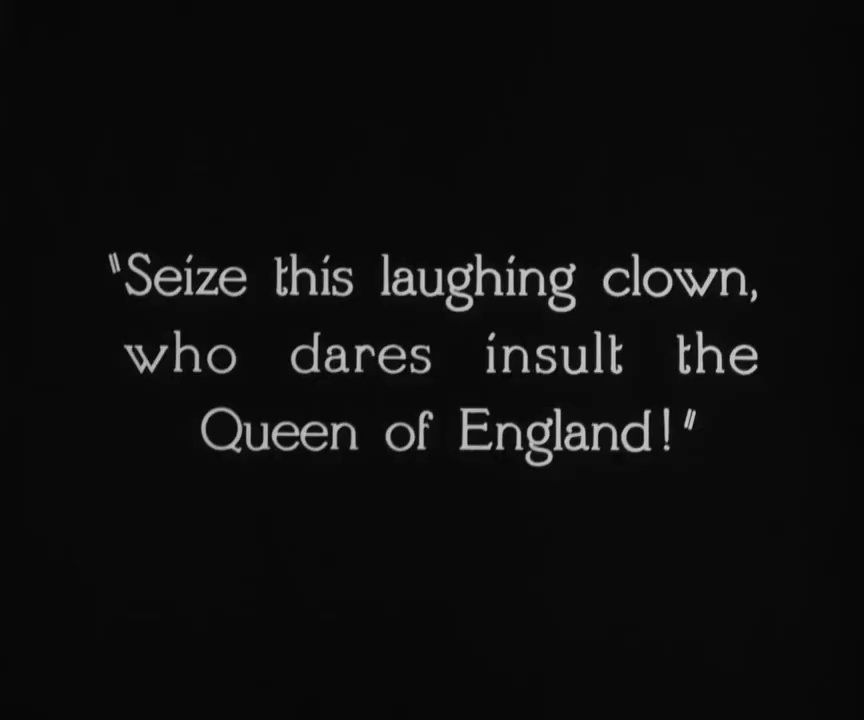 "Seize this laughing clown,
who dares insult the
Queen of England!"